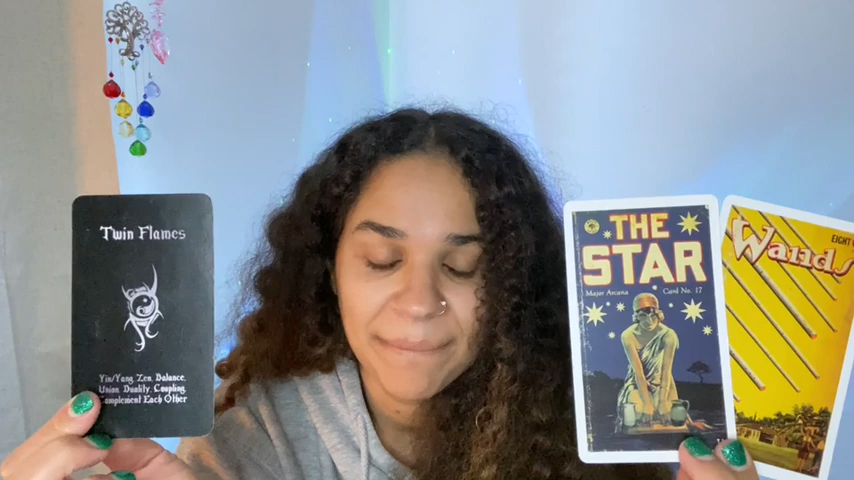 Twin Flames
Yin/Yang, Zen, Balance,
Union, Duality, Coupling,
Complement Each Other
THE
STAR
Major Arcana Card No. 17
EIGHT
Wands